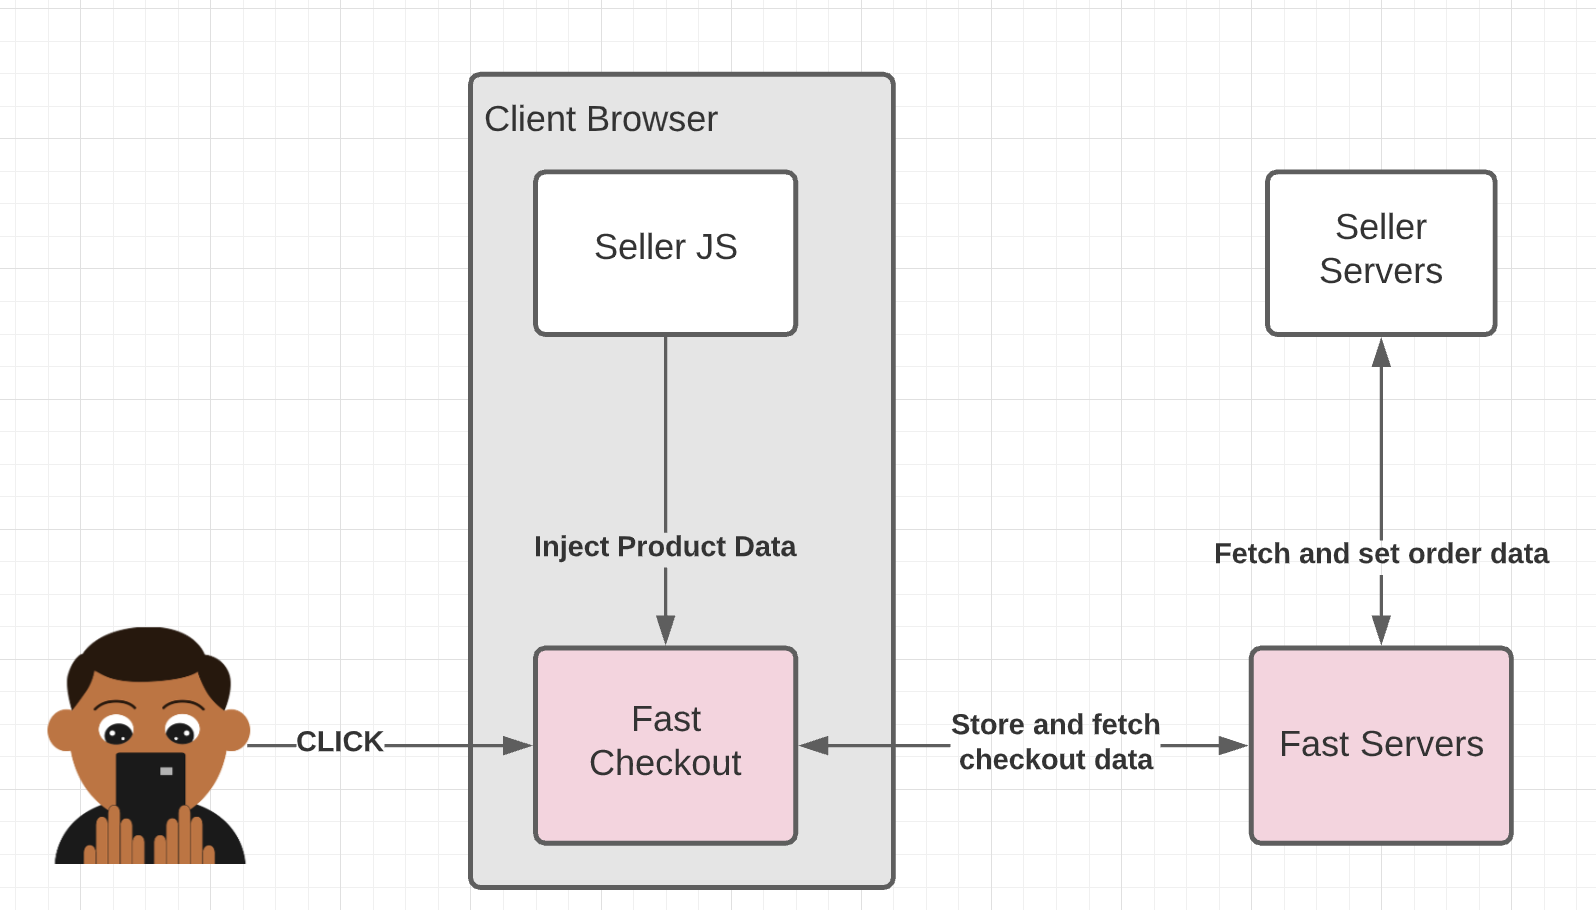 Client Browser
Seller JS
Seller
Servers
Inject Product Data
Fetch and set order data
CLICK
Fast
Checkout
Store and fetch
checkout data
Fast Servers